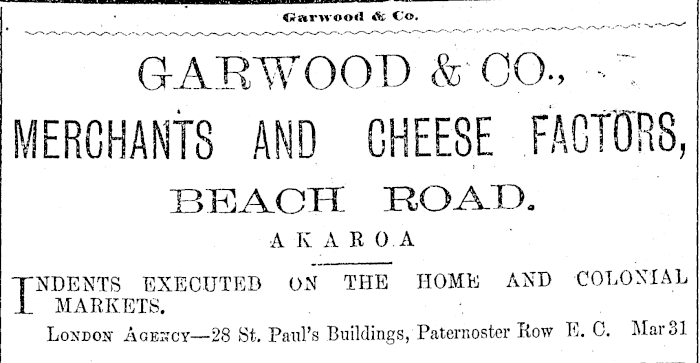 Garwood & Co.
GARWOOD & CO.,
MERCHANTS AND CHEESE FACTORS,
BEACH ROAD.
AKAROA
INDENTS EXECUTED ON THE HOME AND COLONIAL
MARKETS.
LONDON AGENCY—28 St. Paul's Buildings, Paternoster Row E. C. Mar 31